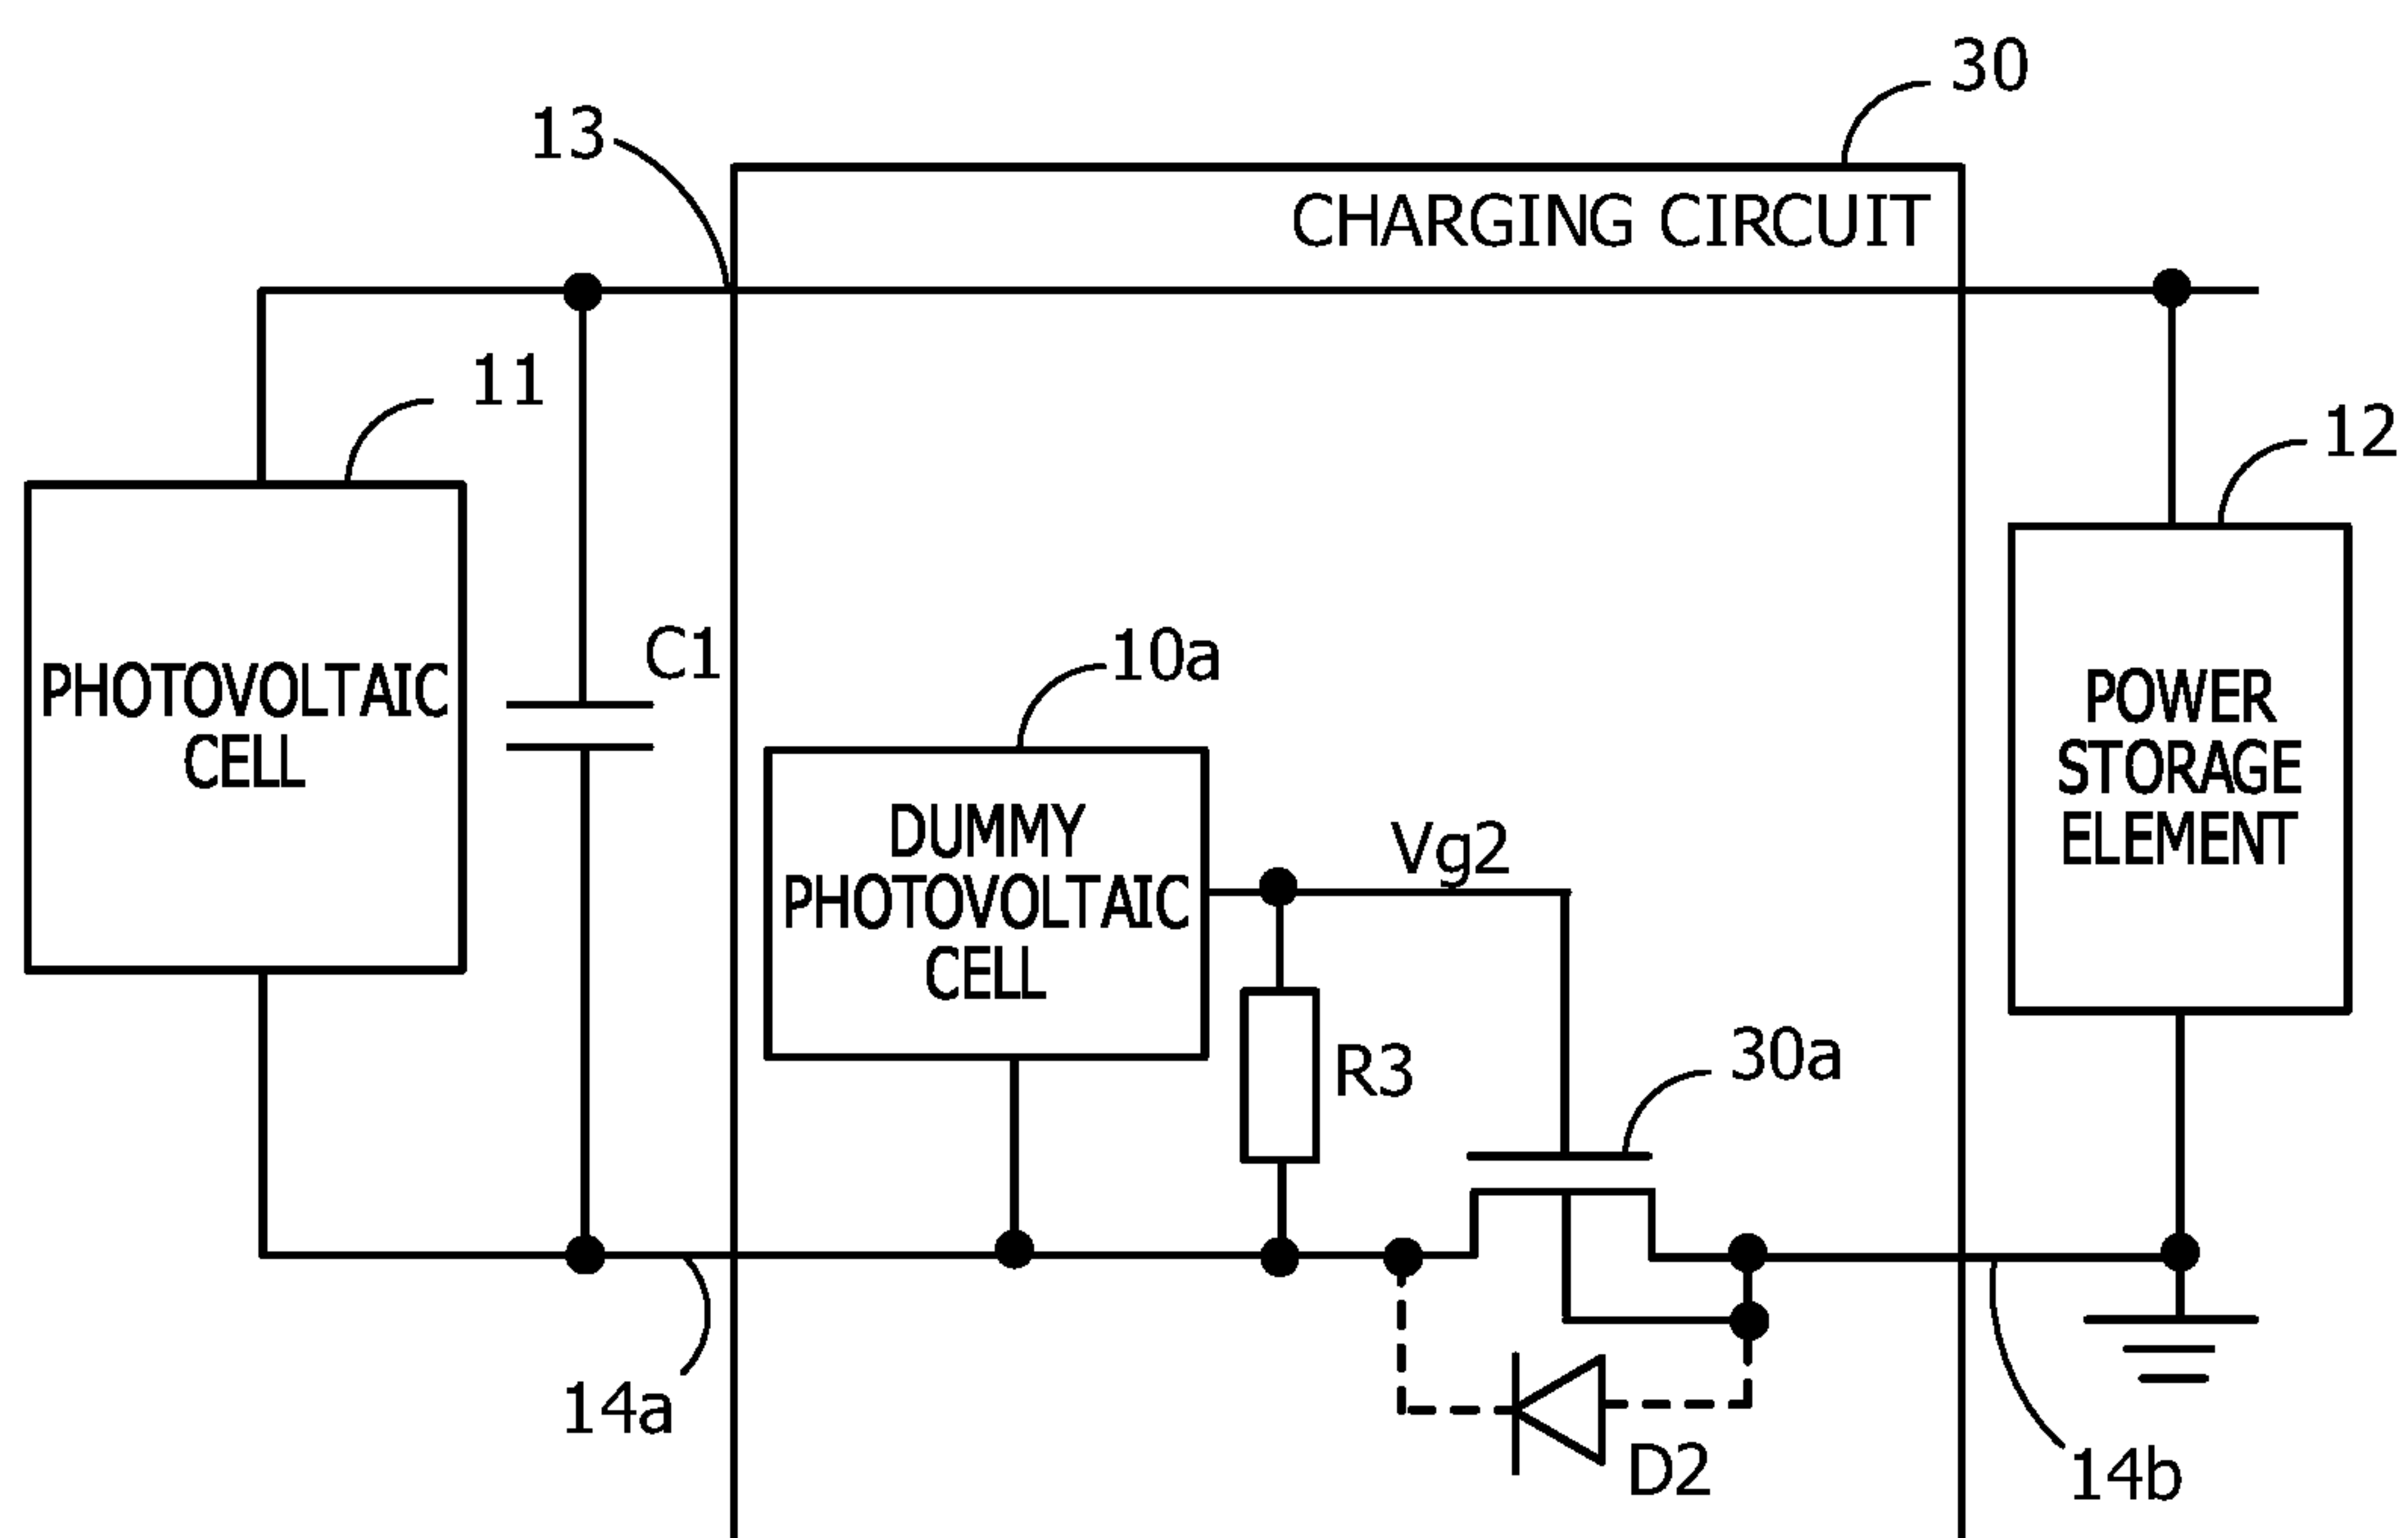 30
13
CHARGING CIRCUIT
11
12
PHOTOVOLTAIC
CELL
C1
10a
POWER
STORAGE
ELEMENT
DUMMY
PHOTOVOLTAIC
CELL
Vg2
R3
30a
14a
D2
14b